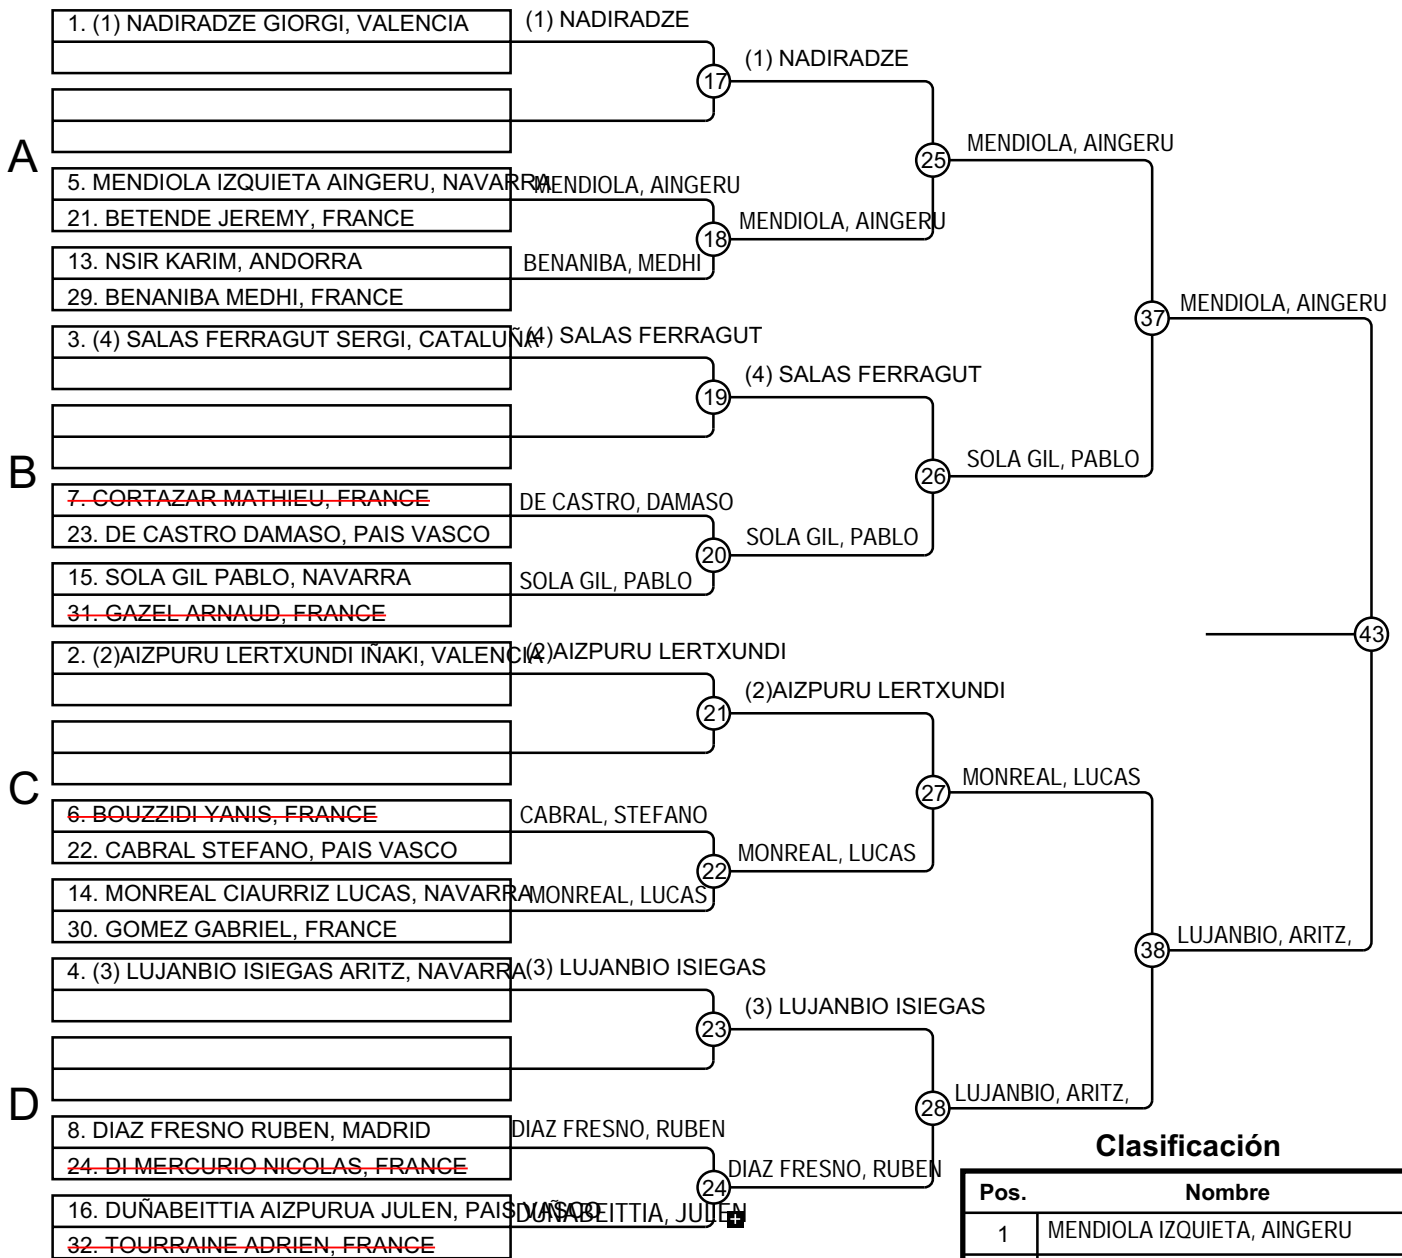 1. (1) NADIRADZE GIORGI, VALENCIA
(1) NADIRADZE
17
(1) NADIRADZE
A
5. MENDIOLA IZQUIETA AINGERU, NAVARRA
21. BETENDE JEREMY, FRANCE
MENDIOLA, AINGERU
18
MENDIOLA, AINGERU
13. NSIR KARIM, ANDORRA
29. BENANIBA MEDHI, FRANCE
BENANIBA, MEDHI
25
MENDIOLA, AINGERU
3. (4) SALAS FERRAGUT SERGI, CATALUÑA
(4) SALAS FERRAGUT
19
(4) SALAS FERRAGUT
B
7. CORTAZAR MATHIEU, FRANCE
23. DE CASTRO DAMASO, PAIS VASCO
DE CASTRO, DAMASO
20
SOLA GIL, PABLO
15. SOLA GIL PABLO, NAVARRA
31. GAZEL ARNAUD, FRANCE
SOLA GIL, PABLO
26
SOLA GIL, PABLO
37
MENDIOLA, AINGERU
43
2. (2)AIZPURU LERTXUNDI IÑAKI, VALENCIA
(2)AIZPURU LERTXUNDI
21
(2)AIZPURU LERTXUNDI
C
6. BOUZZIDI YANIS, FRANCE
22. CABRAL STEFANO, PAIS VASCO
CABRAL, STEFANO
22
MONREAL, LUCAS
14. MONREAL CIAURRIZ LUCAS, NAVARRA
30. GOMEZ GABRIEL, FRANCE
MONREAL, LUCAS
27
MONREAL, LUCAS
4. (3) LUJANBIO ISIEGAS ARITZ, NAVARRA
(3) LUJANBIO ISIEGAS
23
(3) LUJANBIO ISIEGAS
D
8. DIAZ FRESNO RUBEN, MADRID
24. DI MERCURIO NICOLAS, FRANCE
DIAZ FRESNO, RUBEN
24
DIAZ FRESNO, RUBEN
16. DUÑABEITTIA AIZPURUA JULEN, PAIS VASCO
32. TOURRAINE ADRIEN, FRANCE
DUÑABEITTIA, JULEN
28
LUJANBIO, ARITZ,
38
LUJANBIO, ARITZ,
Clasificación
Pos. Nombre
1 MENDIOLA IZQUIETA, AINGERU